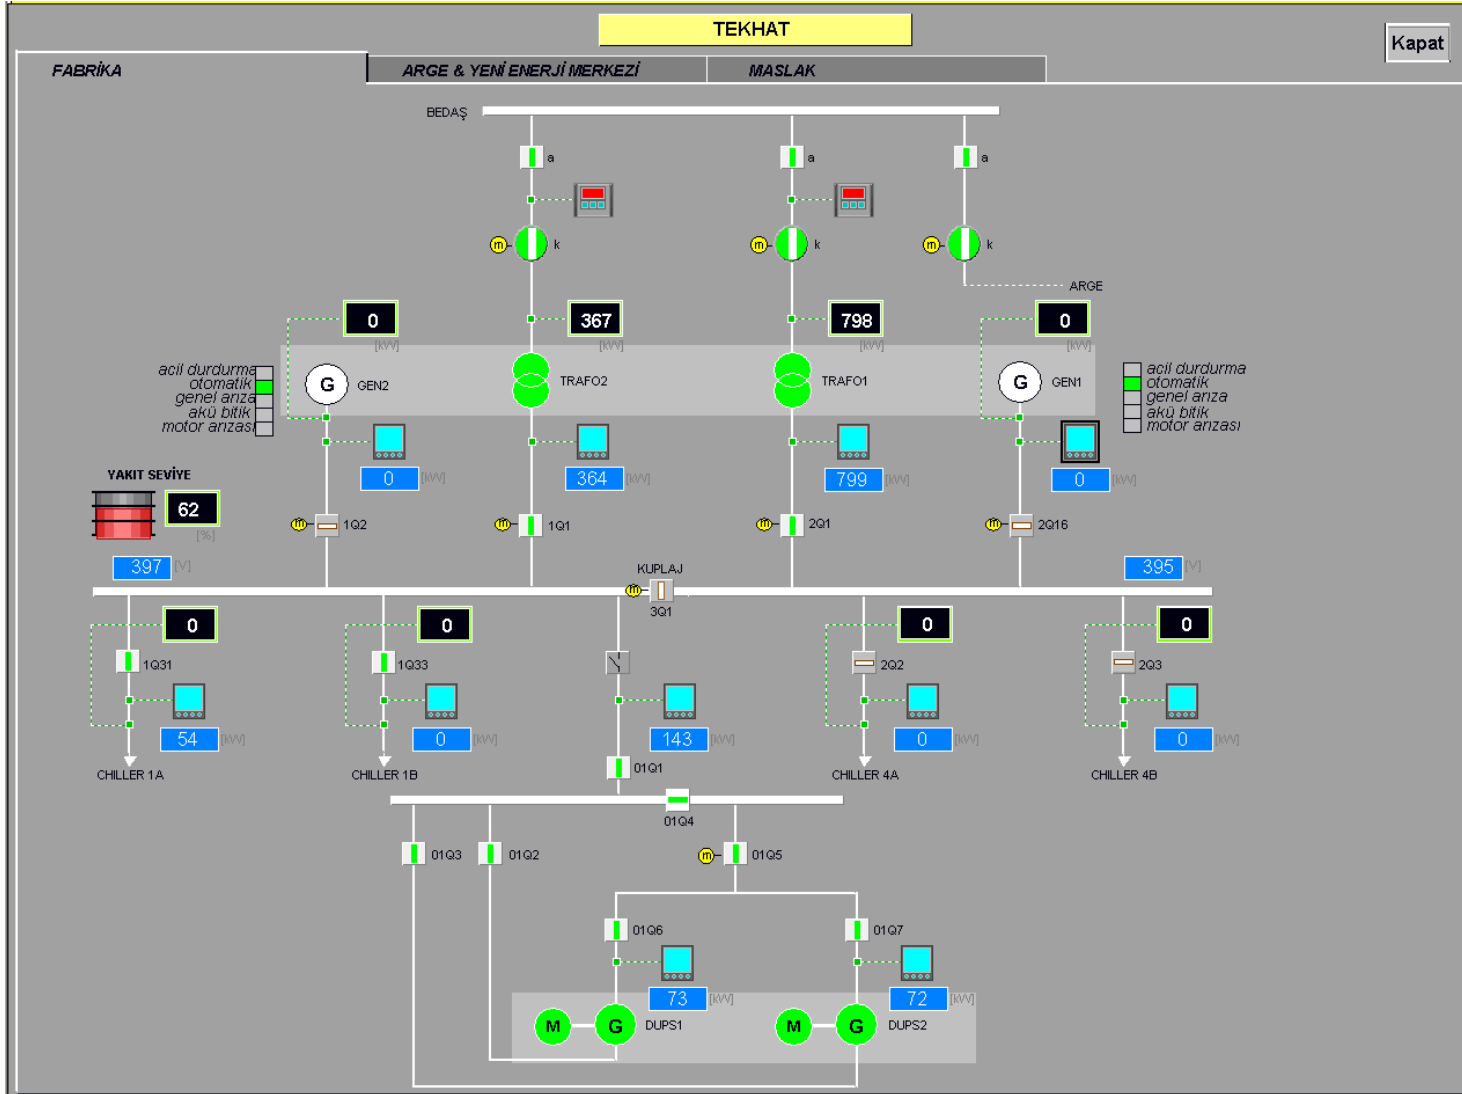 TEKHAT
Kapat
FABRİKA
ARGE & YENİ ENERJİ MERKEZİ
MASLAK
BEDAŞ
a
a
a
m
k
m
k
m
k
ARGE
0
367
798
0
[kW]
[kW]
[kW]
[kW]
acil durdurma
otomatik
genel arıza
akü bitik
motor arızası
G
GEN2
TRAFO2
TRAFO1
G
GEN1
acil durdurma
otomatik
genel arıza
akü bitik
motor arızası
YAKIT SEVİYE
62
[%]
0 [kW]
364 [kW]
799 [kW]
0 [kW]
m
1Q2
m
1Q1
m
2Q1
m
2Q16
397 [V]
395 [V]
KUPLAJ
m
3Q1
0
0
0
0
1Q31
1Q33
2Q2
2Q3
54 [kW]
0 [kW]
143 [kW]
0 [kW]
0 [kW]
CHILLER 1A
CHILLER 1B
01Q1
CHILLER 4A
CHILLER 4B
01Q4
01Q3
01Q2
m
01Q5
01Q6
01Q7
73 [kW]
72 [kW]
M
G
DUPS1
M
G
DUPS2